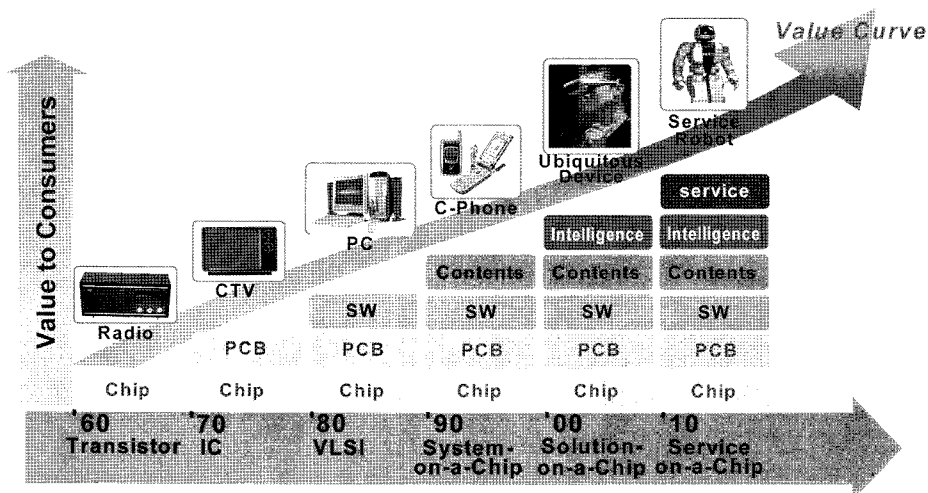 Value Curve
Value to Consumers
Service
Robot
Ubiquitous
Device
C-Phone
PC
CTV
Radio
service
Intelligence Intelligence
Contents Contents Contents
SW SW SW SW
PCB PCB PCB PCB PCB
Chip Chip Chip Chip Chip Chip
'60 '70 '80 '90 '00 '10
Transistor IC VLSI System- Solution- Service
on-a-Chip on-a-Chip on-a-Chip